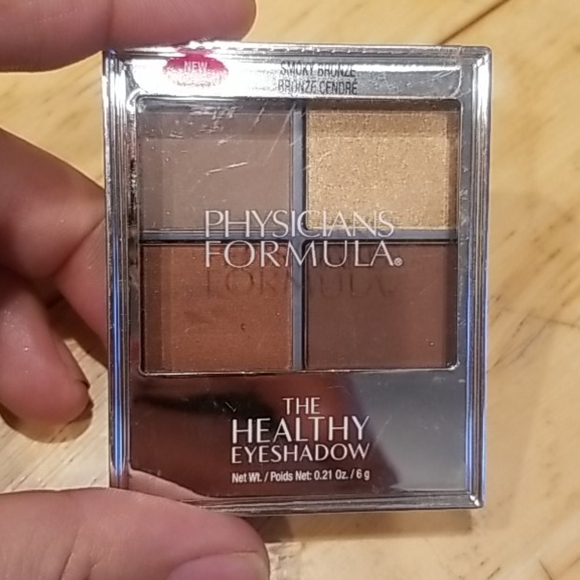 NEW
SMOKY BRONZE
BRONZE CENDRÉ
PHYSICIANS
FORMULA®
THE
HEALTHY
EYESHADOW
Net Wt. / Poids Net: 0.21 Oz. / 6 g